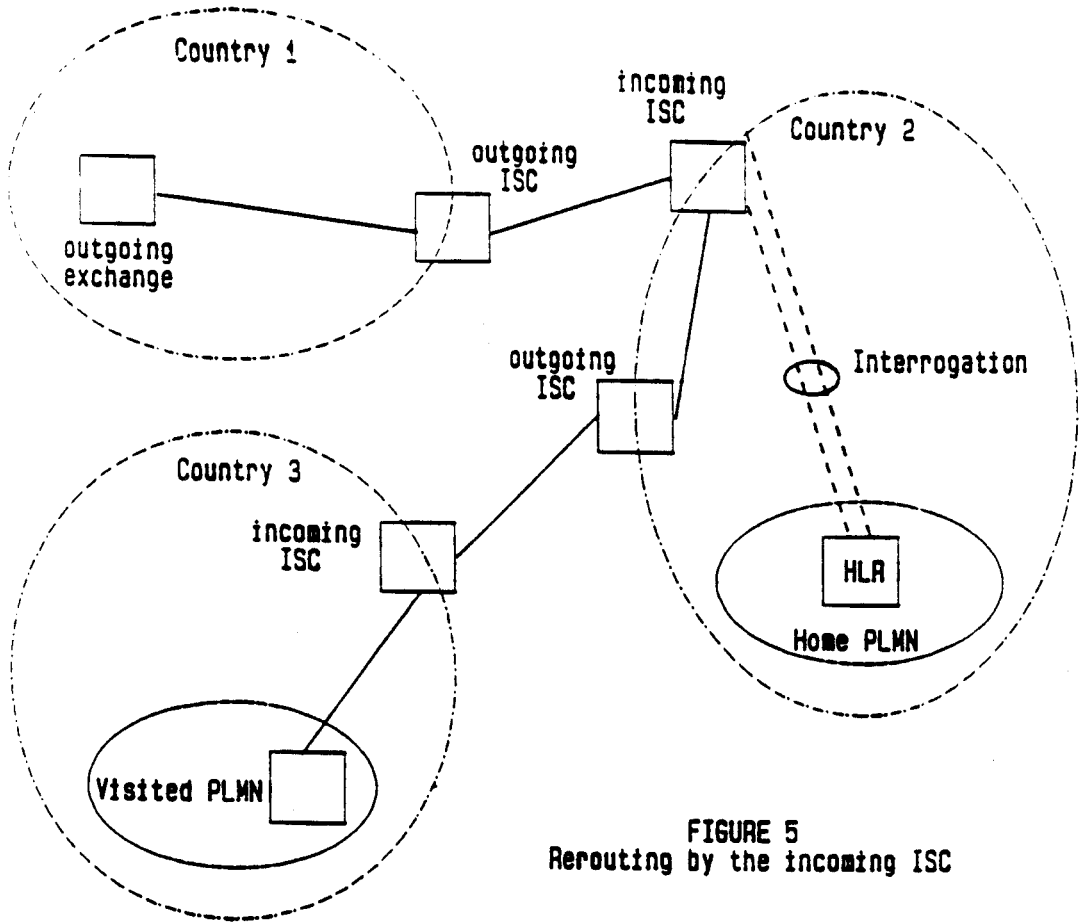 Country 1
incoming
ISC
Country 2
outgoing
ISC
outgoing
exchange
outgoing
ISC
Interrogation
Country 3
incoming
ISC
HLR
Home PLMN
Visited PLMN
FIGURE 5
Rerouting by the incoming ISC